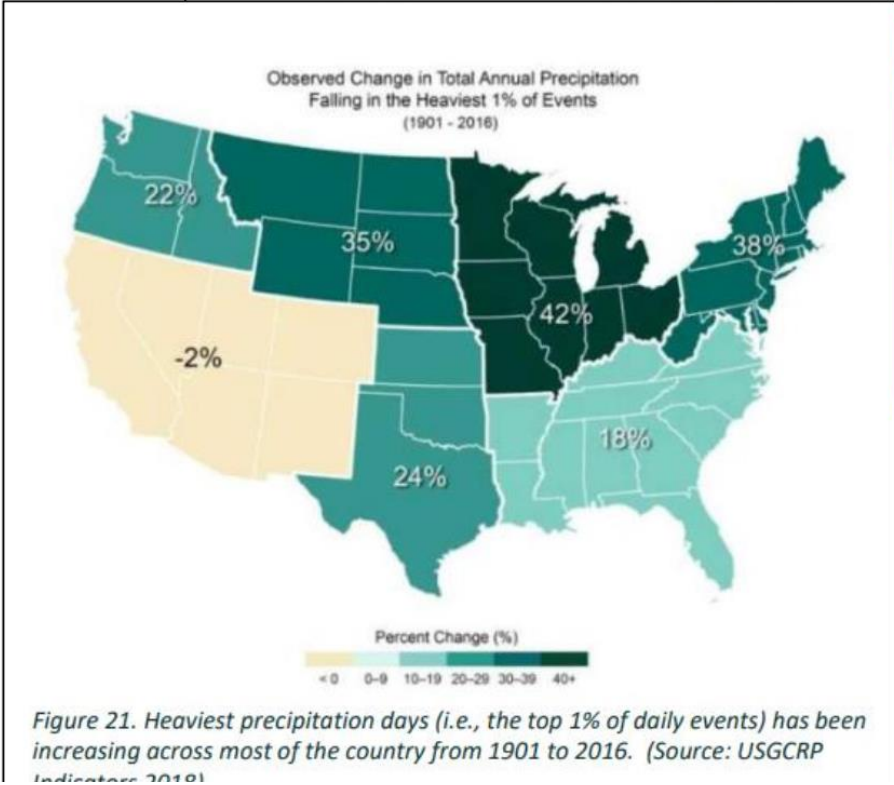 Observed Change in Total Annual Precipitation
Falling in the Heaviest 1% of Events
(1901 - 2016)
22%
35%
38%
42%
-2%
18%
24%
Percent Change (%)
< 0 0–9 10–19 20–29 30–39 40+
Figure 21. Heaviest precipitation days (i.e., the top 1% of daily events) has been
increasing across most of the country from 1901 to 2016. (Source: USGCRP
Indicators 2018)